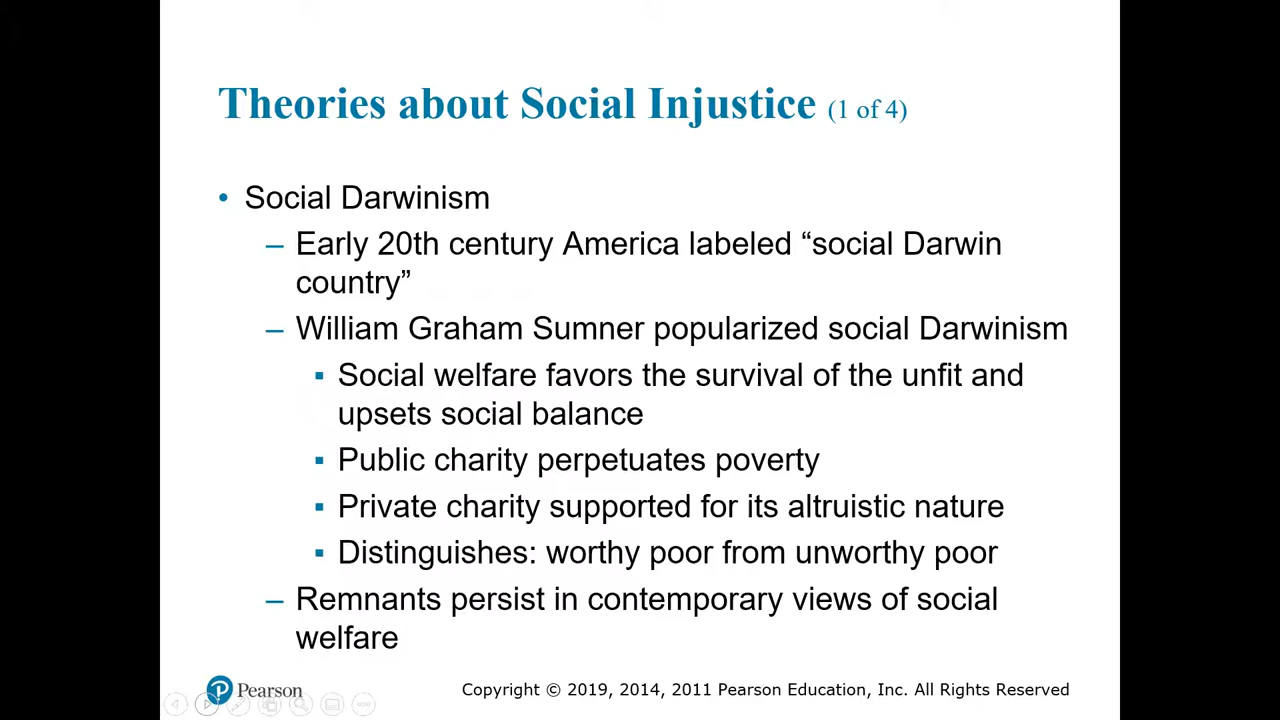 Theories about Social Injustice (1 of 4)
• Social Darwinism
– Early 20th century America labeled “social Darwin
country”
– William Graham Sumner popularized social Darwinism
▪ Social welfare favors the survival of the unfit and
upsets social balance
▪ Public charity perpetuates poverty
▪ Private charity supported for its altruistic nature
▪ Distinguishes: worthy poor from unworthy poor
– Remnants persist in contemporary views of social
welfare
P Pearson
Copyright © 2019, 2014, 2011 Pearson Education, Inc. All Rights Reserved